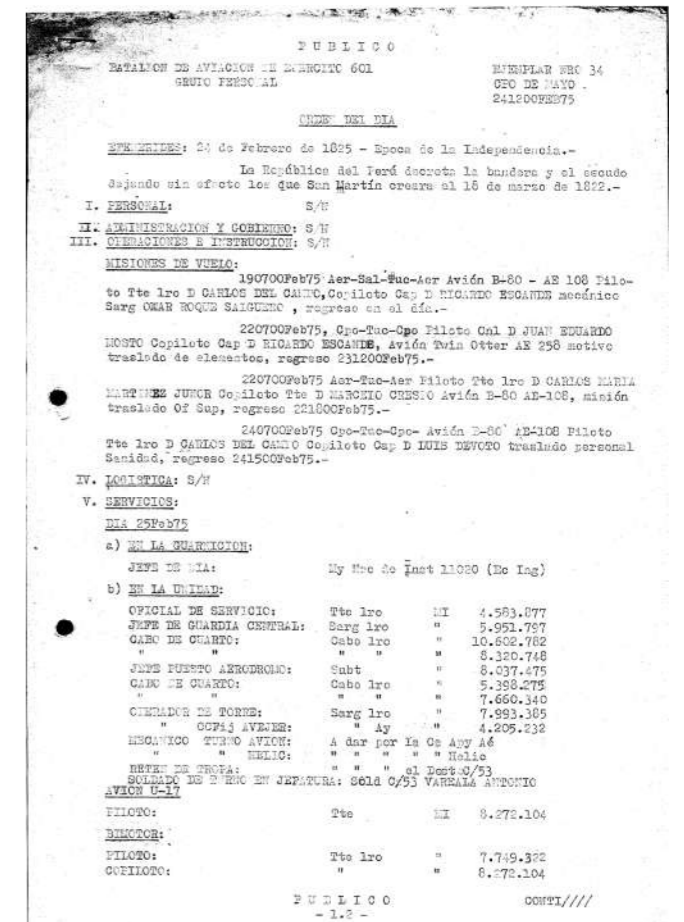 P U B L I C O
BATALLON DE AVIACION DE EJERCITO 601
GRUPO PERSONAL
EJEMPLAR NRO 34
CPO DE MAYO.
241200FEB75
ORDEN DEL DIA
EFEMERIDES: 24 de Febrero de 1825 - Epoca de la Independencia.-
La República del Perú decreta la bandera y el escudo
dejando sin efecto los que San Martín creara el 18 de marzo de 1822.-
I. PERSONAL: S/N
II. ADMINISTRACION Y GOBIERNO: S/N
III. OPERACIONES E INSTRUCCION: S/N
MISIONES DE VUELO:
190700Feb75 Aer-Sal-Tuc-Aer Avión B-80 - AE 108 Pilo-
to Tte 1ro D CARLOS DEL CAMPO, Copiloto Cap D RICARDO ESCANDE mecánico
Sarg OMAR ROQUE SALGUERO , regreso en el día.-
220700Feb75, Cpo-Tuc-Cpo Piloto Cnl D JUAN EDUARDO
MOSTO Copiloto Cap D RICARDO ESCANDE, Avión Twin Otter AE 258 motivo
traslado de elementos, regreso 231200Feb75.-
220700Feb75 Aer-Tuc-Aer Piloto Tte 1ro D CARLOS MARIA
MARTINEZ Copiloto Tte D MARCELO CRESIO Avión B-80 AE-108, misión
traslado Of Sup, regreso 221800Feb75.-
240700Feb75 Cpo-Tuc-Cpo- Avión B-80 AE-108 Piloto
Tte 1ro D CARLOS DEL CAMPO Copiloto Cap D LUIS DEVOTO traslado personal
Sanidad, regreso 241500Feb75.-
IV. LOGISTICA: S/N
V. SERVICIOS:
DIA 25Feb75
a) EN LA GUARNICION:
JEFE DE DIA: My Nro de Inst 11020 (Ec Ing)
b) EN LA UNIDAD:
OFICIAL DE SERVICIO: Tte 1ro MI 4.583.877
JEFE DE GUARDIA CENTRAL: Sarg 1ro " 5.951.797
CABO DE CUARTO: Cabo 1ro " 10.602.782
" " " " " 8.320.748
JEFE PUESTO AERODROMO: Subt " 8.037.475
CABO DE CUARTO: Cabo 1ro " 5.398.275
" " " " " 7.660.340
OPERADOR DE TORRE: Sarg 1ro " 7.993.385
" OCFij AVEJER: " Ay " 4.205.232
MECANICO TURNO AVION: A dar por la Ca Apy Aé
" " HELIC: " " " " Helic
RETEN DE TROPA: " " " el Dest C/53
SOLDADO DE TURNO EN JEFATURA: Sold C/53 VAREALA ANTONIO
AVION U-17
PILOTO: Tte MI 8.272.104
BIMOTOR:
PILOTO: Tte 1ro " 7.749.322
COPILOTO: " " 8.272.104
P U B L I C O
CONTI////
- 1.2 -